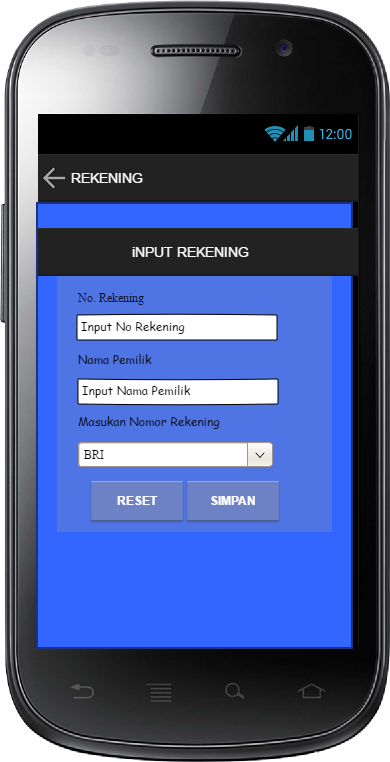 12:00
REKENING
iNPUT REKENING
No. Rekening
Input No Rekening
Nama Pemilik
Input Nama Pemilik
Masukan Nomor Rekening
BRI
RESET SIMPAN